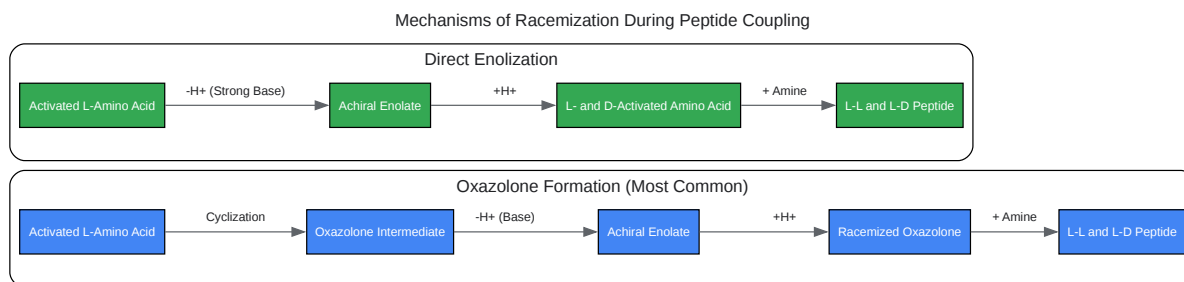 Mechanisms of Racemization During Peptide Coupling
Direct Enolization
Activated L-Amino Acid
-H+ (Strong Base)
Achiral Enolate
+H+
L- and D-Activated Amino Acid
+ Amine
L-L and L-D Peptide
Oxazolone Formation (Most Common)
Activated L-Amino Acid
Cyclization
Oxazolone Intermediate
-H+ (Base)
Achiral Enolate
+H+
Racemized Oxazolone
+ Amine
L-L and L-D Peptide